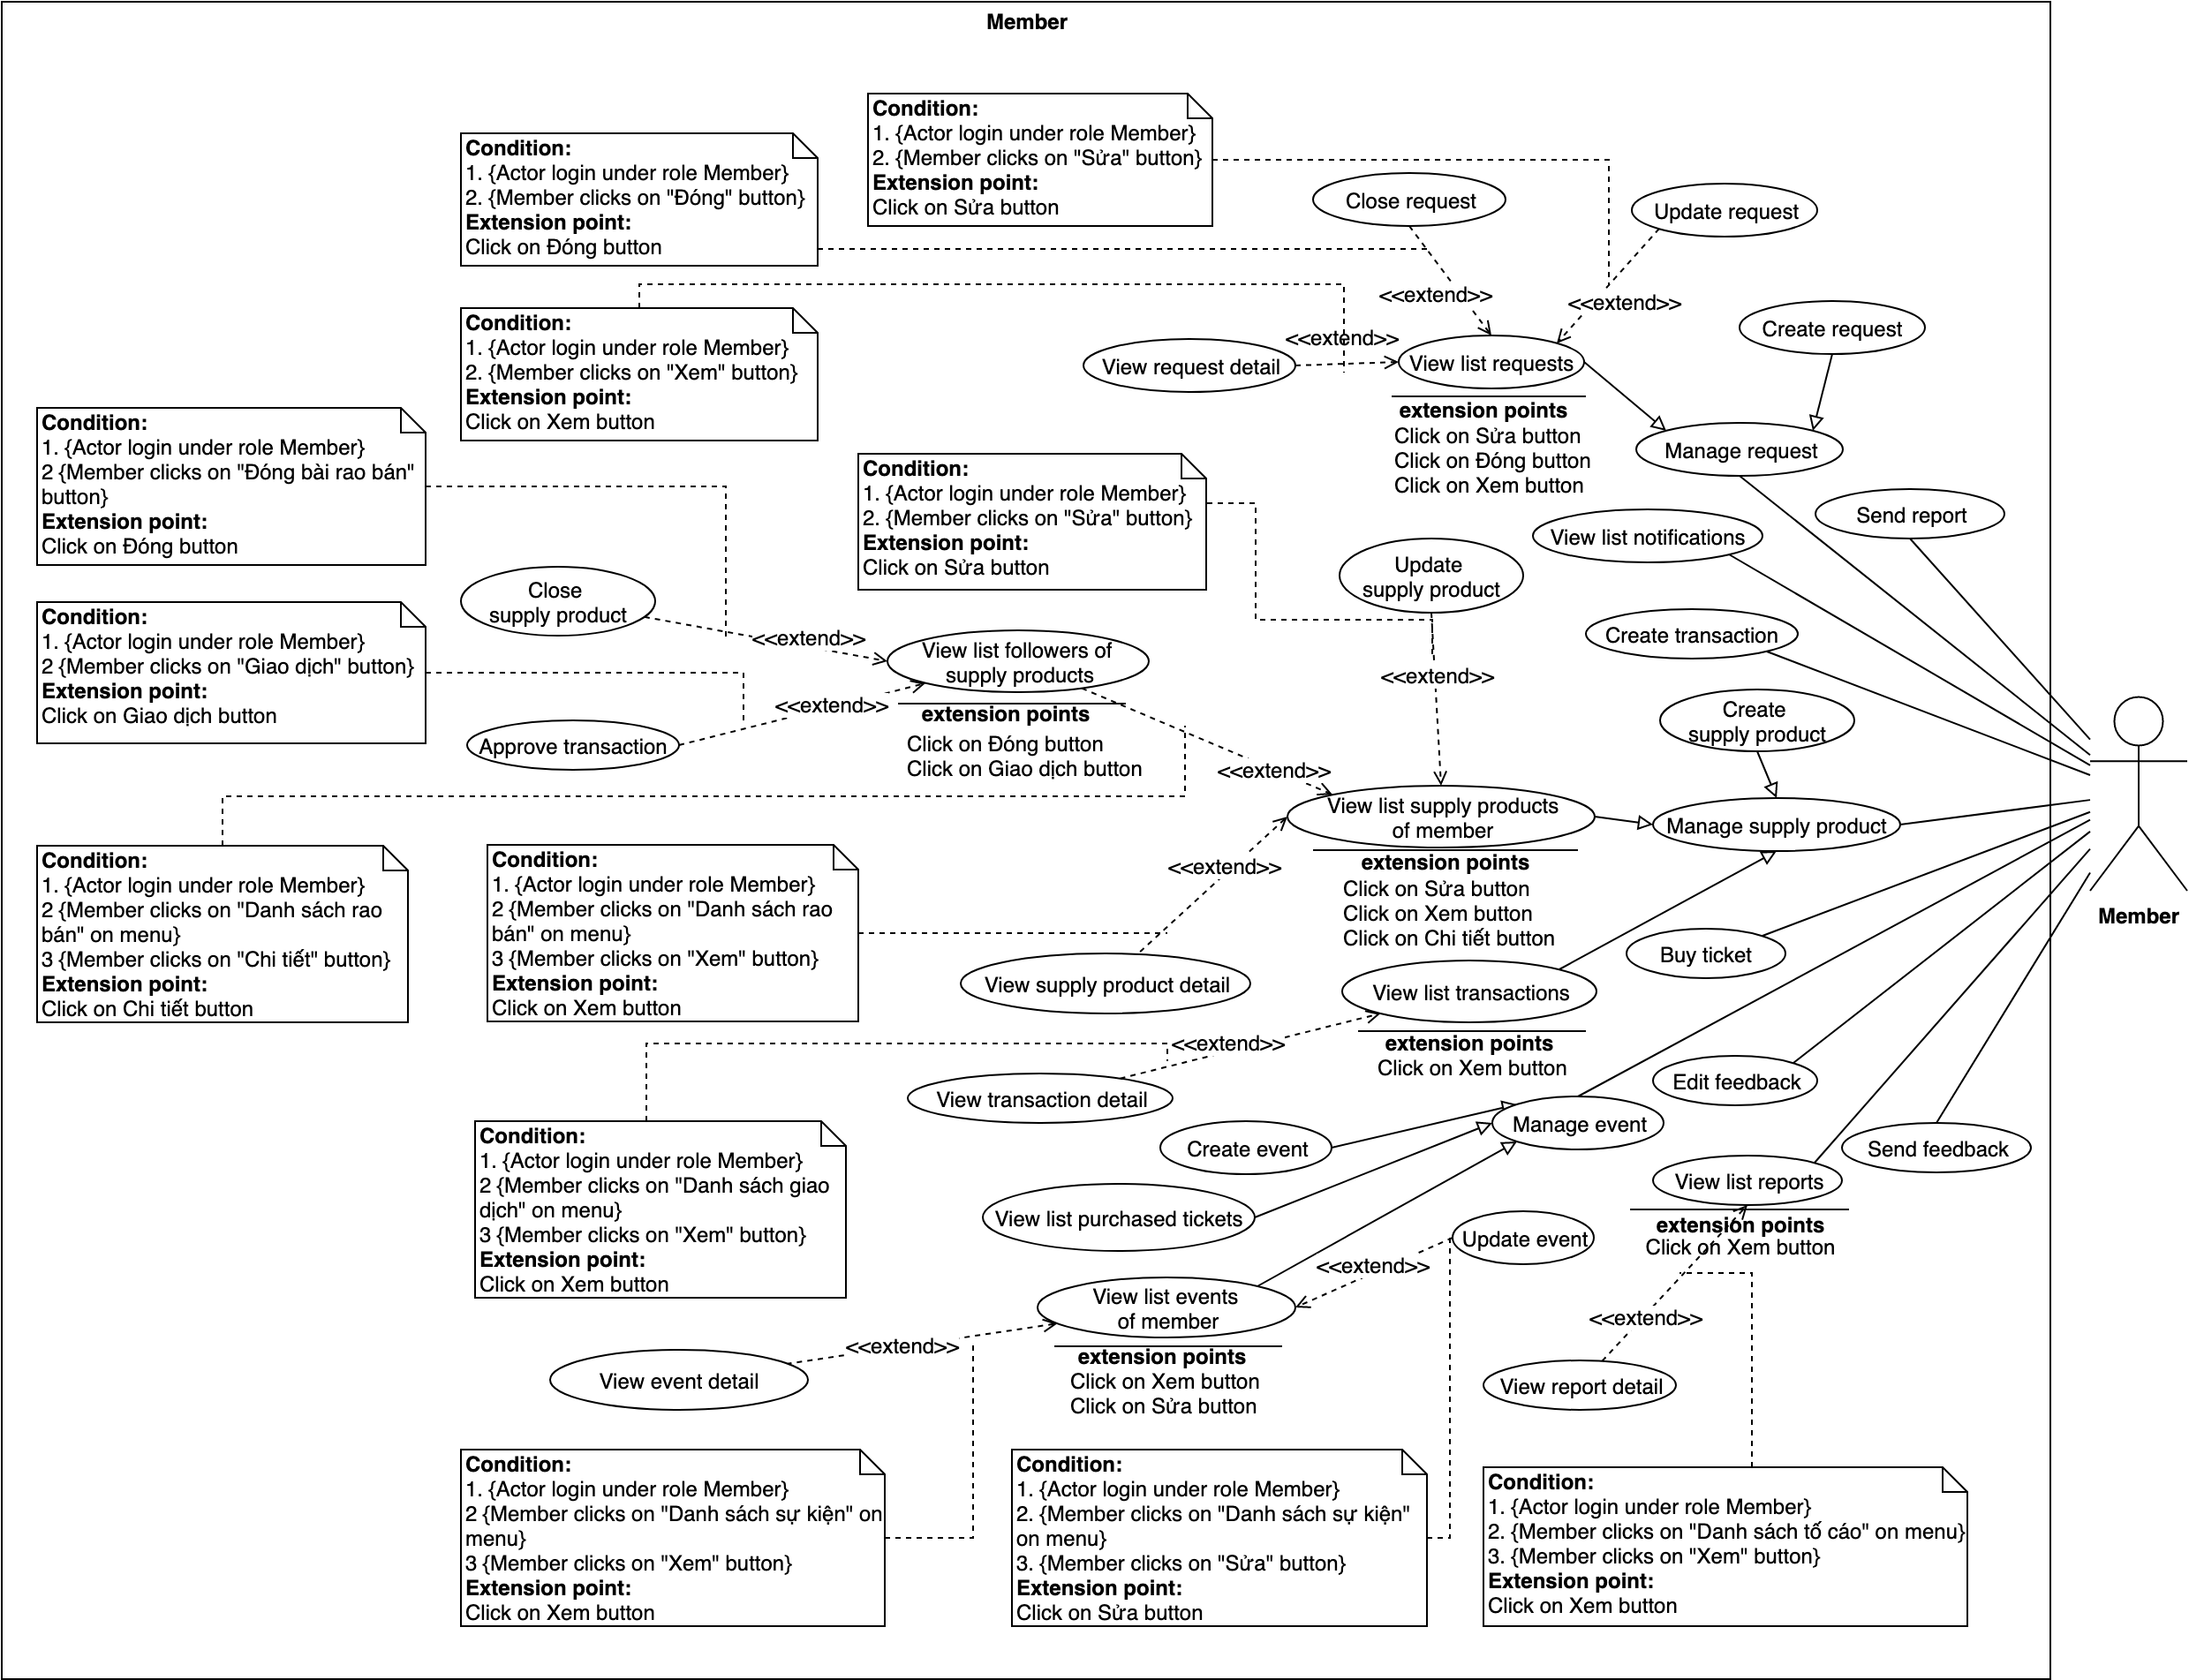 Member
Condition:
1. {Actor login under role Member}
2. {Member clicks on "Sửa" button}
Extension point:
Click on Sửa button
Condition:
1. {Actor login under role Member}
2. {Member clicks on "Đóng" button}
Extension point:
Click on Đóng button
Close request
Update request
<<extend>>
<<extend>>
Create request
Condition:
1. {Actor login under role Member}
2. {Member clicks on "Xem" button}
Extension point:
Click on Xem button
<<extend>>
View request detail
View list requests
extension points
Click on Sửa button
Click on Đóng button
Click on Xem button
Manage request
Condition:
1. {Actor login under role Member}
2 {Member clicks on "Đóng bài rao bán"
button}
Extension point:
Click on Đóng button
Condition:
1. {Actor login under role Member}
2. {Member clicks on "Sửa" button}
Extension point:
Click on Sửa button
Send report
View list notifications
Update
supply product
Close
supply product
Condition:
1. {Actor login under role Member}
2 {Member clicks on "Giao dịch" button}
Extension point:
Click on Giao dịch button
<<extend>>
View list followers of
supply products
Create transaction
<<extend>>
<<extend>>
Approve transaction
extension points
Click on Đóng button
Click on Giao dịch button
Create
supply product
<<extend>>
View list supply products
of member
Manage supply product
extension points
Click on Sửa button
Click on Xem button
Click on Chi tiết button
<<extend>>
Condition:
1. {Actor login under role Member}
2 {Member clicks on "Danh sách rao
bán" on menu}
3 {Member clicks on "Chi tiết" button}
Extension point:
Click on Chi tiết button
Condition:
1. {Actor login under role Member}
2 {Member clicks on "Danh sách rao
bán" on menu}
3 {Member clicks on "Xem" button}
Extension point:
Click on Xem button
Member
Buy ticket
View supply product detail
View list transactions
extension points
Click on Xem button
<<extend>>
View transaction detail
Edit feedback
Manage event
Create event
Send feedback
Condition:
1. {Actor login under role Member}
2 {Member clicks on "Danh sách giao
dịch" on menu}
3 {Member clicks on "Xem" button}
Extension point:
Click on Xem button
View list reports
extension points
Click on Xem button
View list purchased tickets
Update event
<<extend>>
View list events
of member
<<extend>>
<<extend>>
extension points
Click on Xem button
Click on Sửa button
View event detail
View report detail
Condition:
1. {Actor login under role Member}
2 {Member clicks on "Danh sách sự kiện" on
menu}
3 {Member clicks on "Xem" button}
Extension point:
Click on Xem button
Condition:
1. {Actor login under role Member}
2. {Member clicks on "Danh sách sự kiện"
on menu}
3. {Member clicks on "Sửa" button}
Extension point:
Click on Sửa button
Condition:
1. {Actor login under role Member}
2. {Member clicks on "Danh sách tố cáo" on menu}
3. {Member clicks on "Xem" button}
Extension point:
Click on Xem button